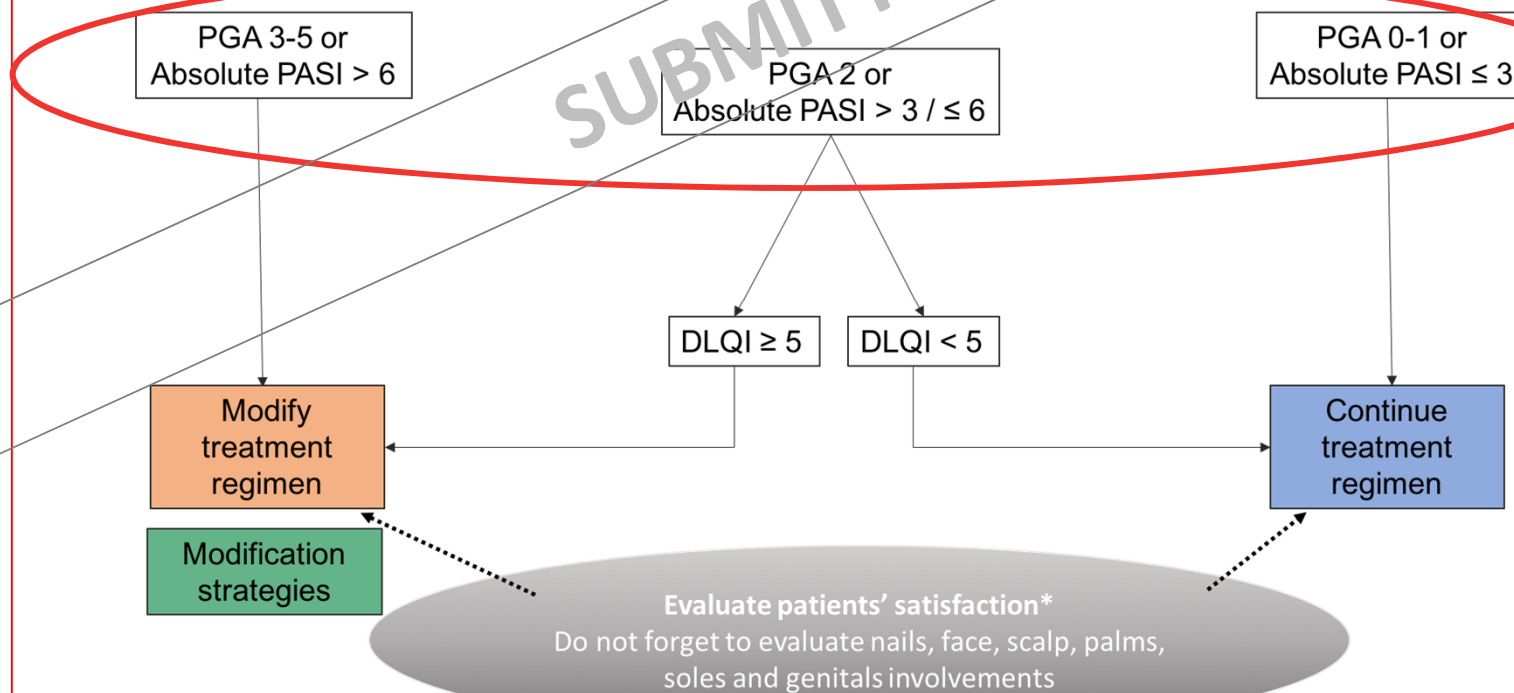 PGA 3-5 or
Absolute PASI > 6
SUBMIT
PGA 2 or
Absolute PASI > 3 / ≤ 6
PGA 0-1 or
Absolute PASI ≤ 3
DLQI ≥ 5
DLQI < 5
Modify
treatment
regimen
Continue
treatment
regimen
Modification
strategies
Evaluate patients’ satisfaction*
Do not forget to evaluate nails, face, scalp, palms,
soles and genitals involvements